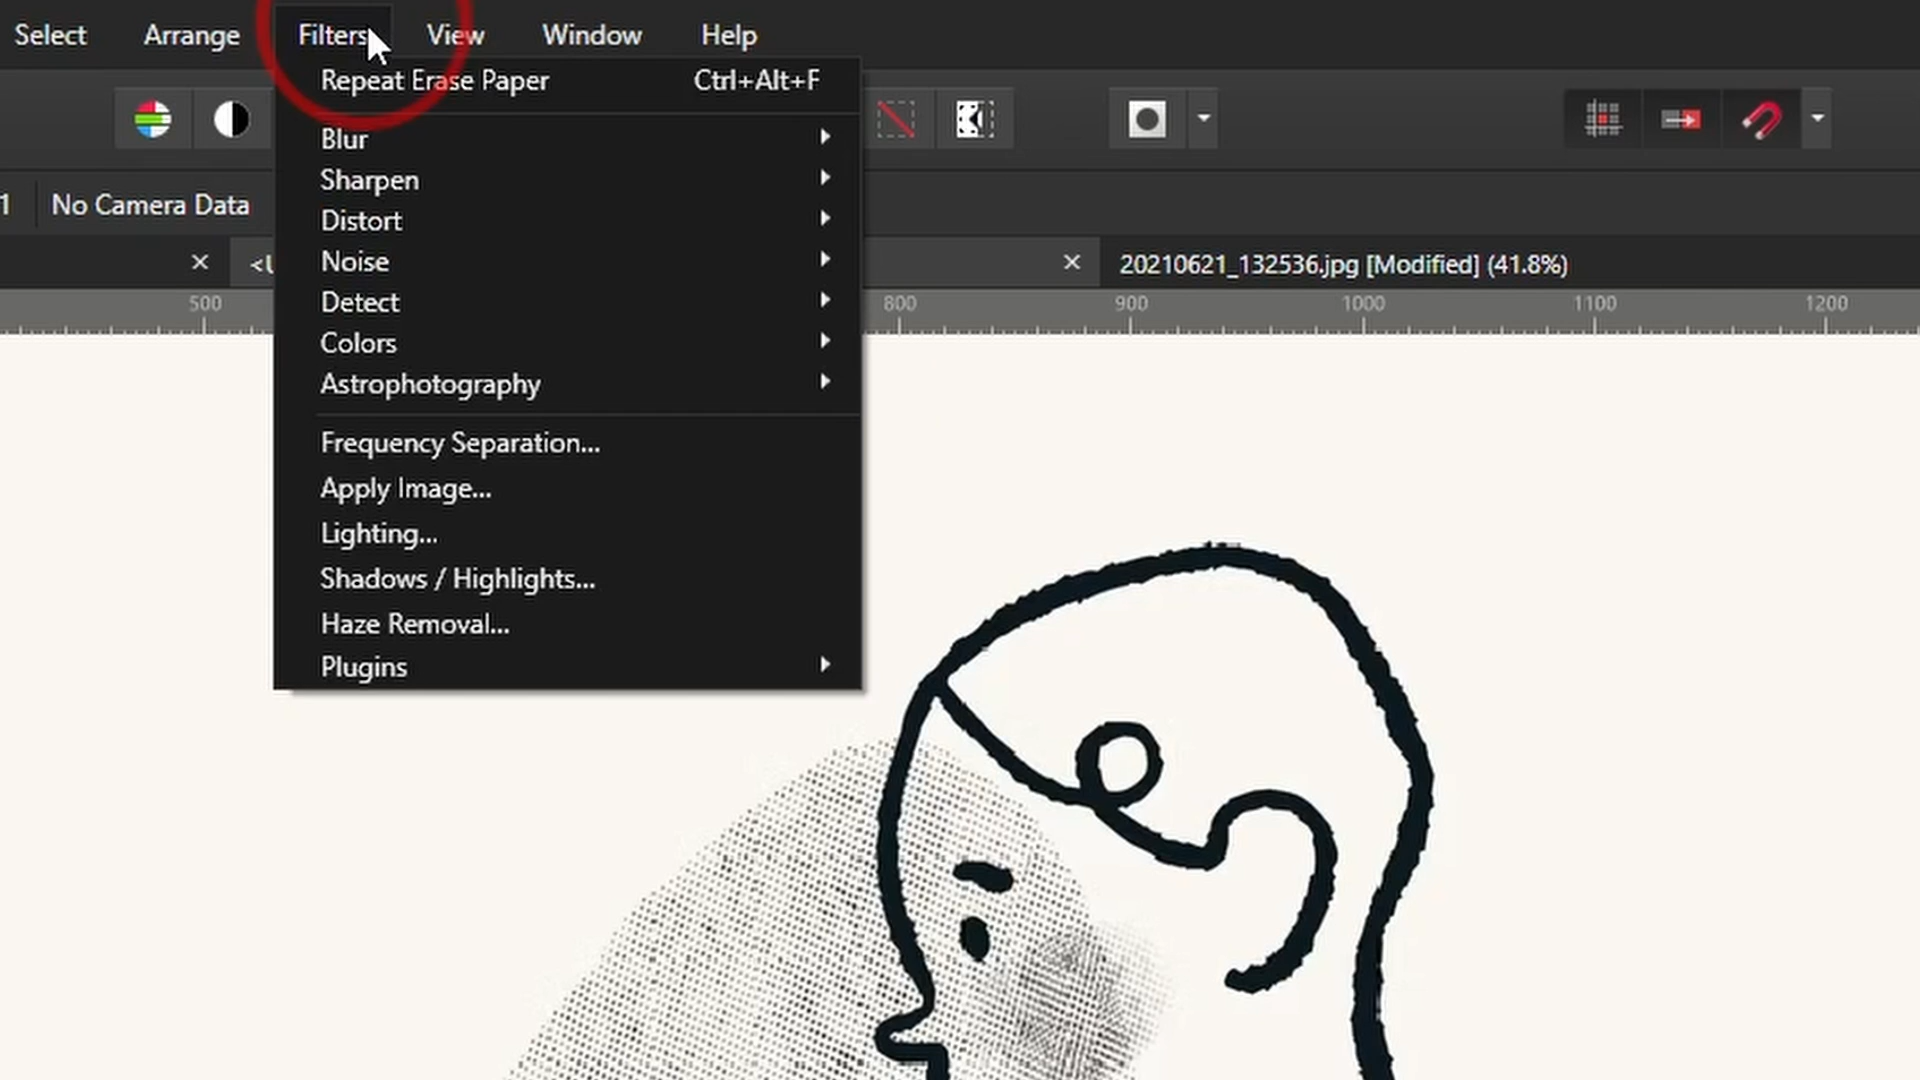 Select Arrange Filters View Window Help
Repeat Erase Paper Ctrl+Alt+F
Blur
Sharpen
Distort
Noise
Detect
Colors
Astrophotography
Frequency Separation...
Apply Image...
Lighting...
Shadows / Highlights...
Haze Removal...
Plugins
1 No Camera Data
<U
20210621_132536.jpg [Modified] (41.8%)
500 800 900 1000 1100 1200